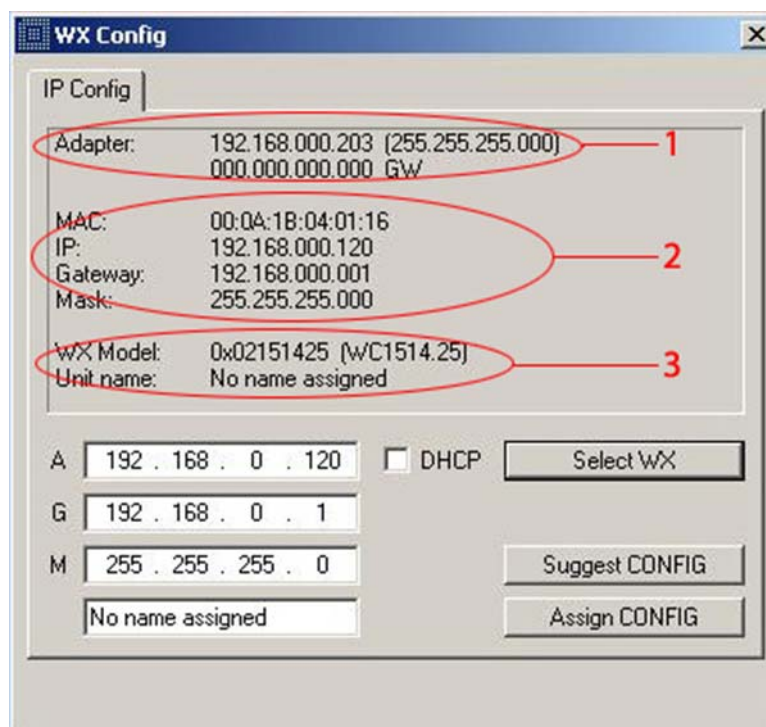 WX Config
IP Config
Adapter: 192.168.000.203 (255.255.255.000) 1
000.000.000.000 GW
MAC: 00:0A:1B:04:01:16
IP: 192.168.000.120 2
Gateway: 192.168.000.001
Mask: 255.255.255.000
WX Model: 0x02151425 (WC1514.25) 3
Unit name: No name assigned
A 192 . 168 . 0 . 120 DHCP Select WX
G 192 . 168 . 0 . 1
M 255 . 255 . 255 . 0 Suggest CONFIG
No name assigned Assign CONFIG